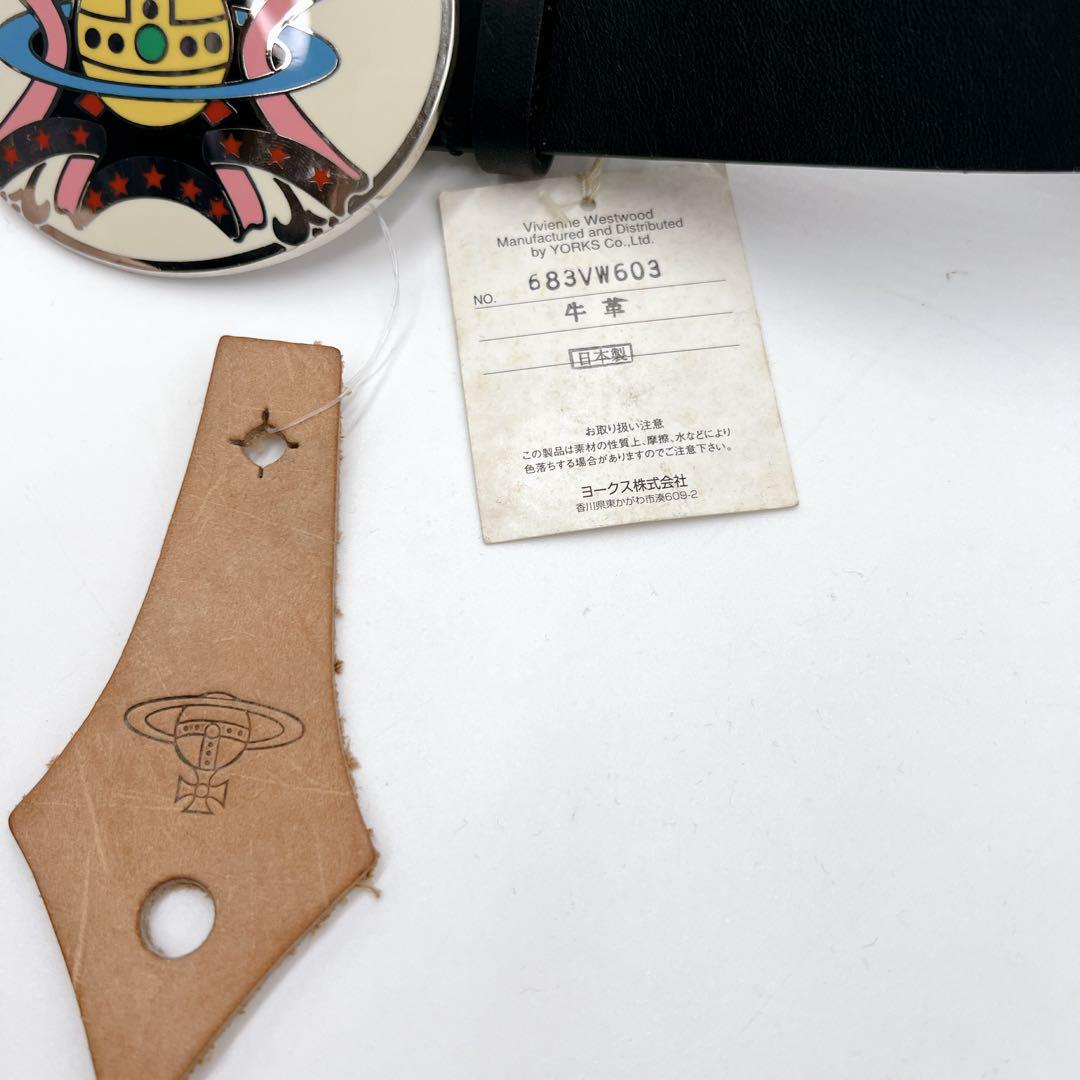 Vivienne Westwood
Manufactured and Distributed
by YORKS Co.,Ltd.
NO. 683VW603
牛革
日本製
お取り扱い注意
この製品は素材の性質上、摩擦、水などにより
色落ちする場合がありますのでご注意下さい。
ヨークス株式会社
香川県東かがわ市湊609-2